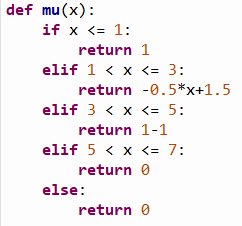 def mu(x):
    if x <= 1:
        return 1
    elif 1 < x <= 3:
        return -0.5*x+1.5
    elif 3 < x <= 5:
        return 1-1
    elif 5 < x <= 7:
        return 0
    else:
        return 0